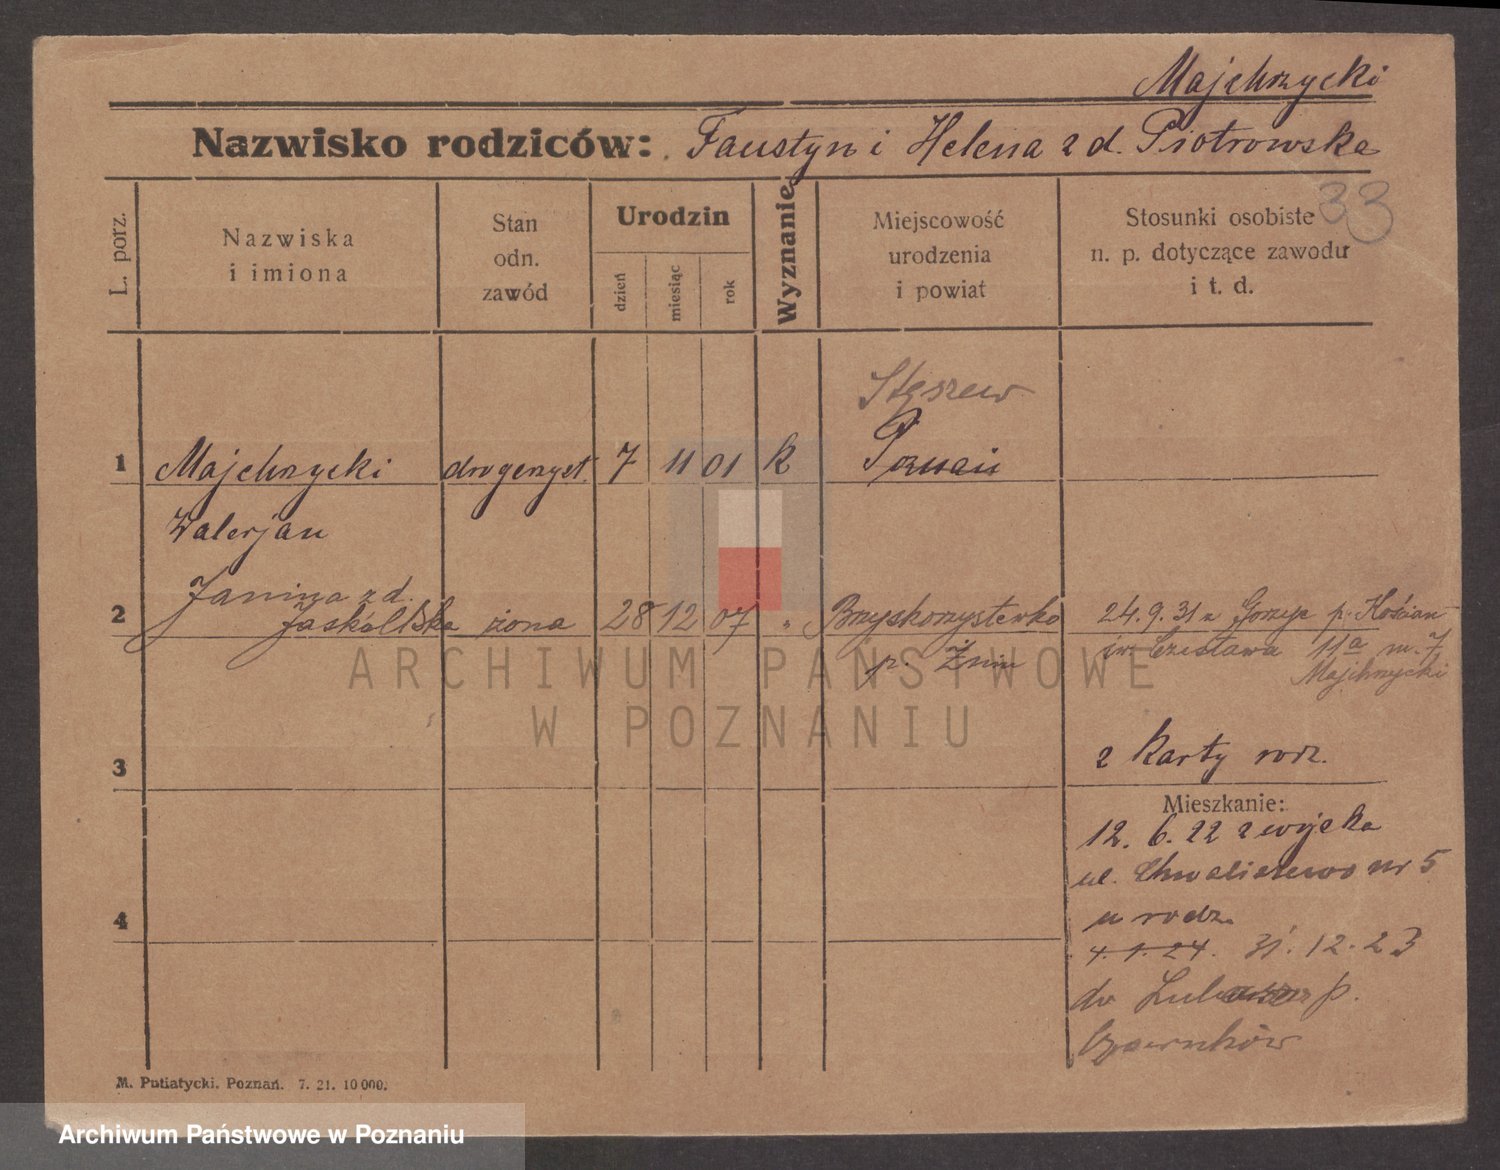 Majchrzycki
Nazwisko rodziców: Faustyn i Helena z d. Piotrowska
33
L. porz.
Nazwiska
i imiona
Stan
odn.
zawód
Urodzin
dzień
miesiąc
rok
Wyznanie
Miejscowość
urodzenia
i powiat
Stosunki osobiste
n. p. dotyczące zawodu
i t. d.
Stęszew
1 Majchrzycki drogeryst. 7 11 01 k Poznań
Walerjan
Janina z d.
2 Jaskólska żona 28 12 07 " Brzyskorzystewko 24.9.31 z Gorzyc p. Kościan
p. Żnin św. Czesława 11a m. 7
Majchrzycki
3 2 karty rodz.
Mieszkanie:
12. 6. 22 z wojska
ul. Chwaliszewo nr 5
4 u rodz.
4. 1. 24. 31. 12. 23
do Lubasz p.
Czarnków
M. Putiatycki. Poznań. 7. 21. 10 000.
ARCHIWUM PAŃSTWOWE
W POZNANIU
Archiwum Państwowe w Poznaniu